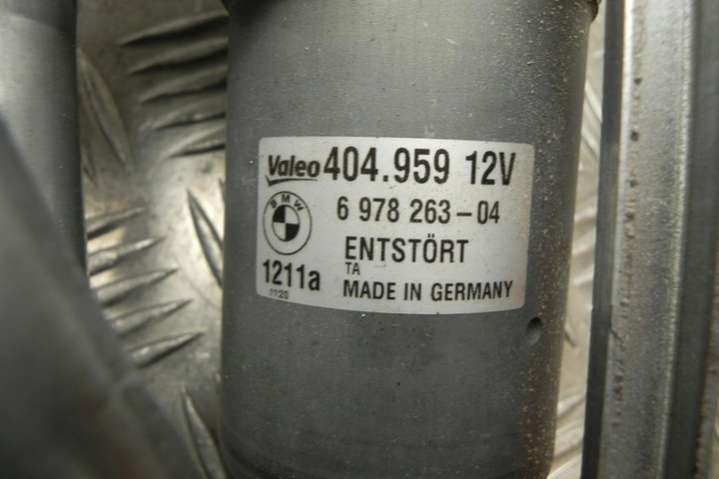 Valeo 404.959 12V
BMW 6 978 263-04
ENTSTÖRT
1211a TA
MADE IN GERMANY